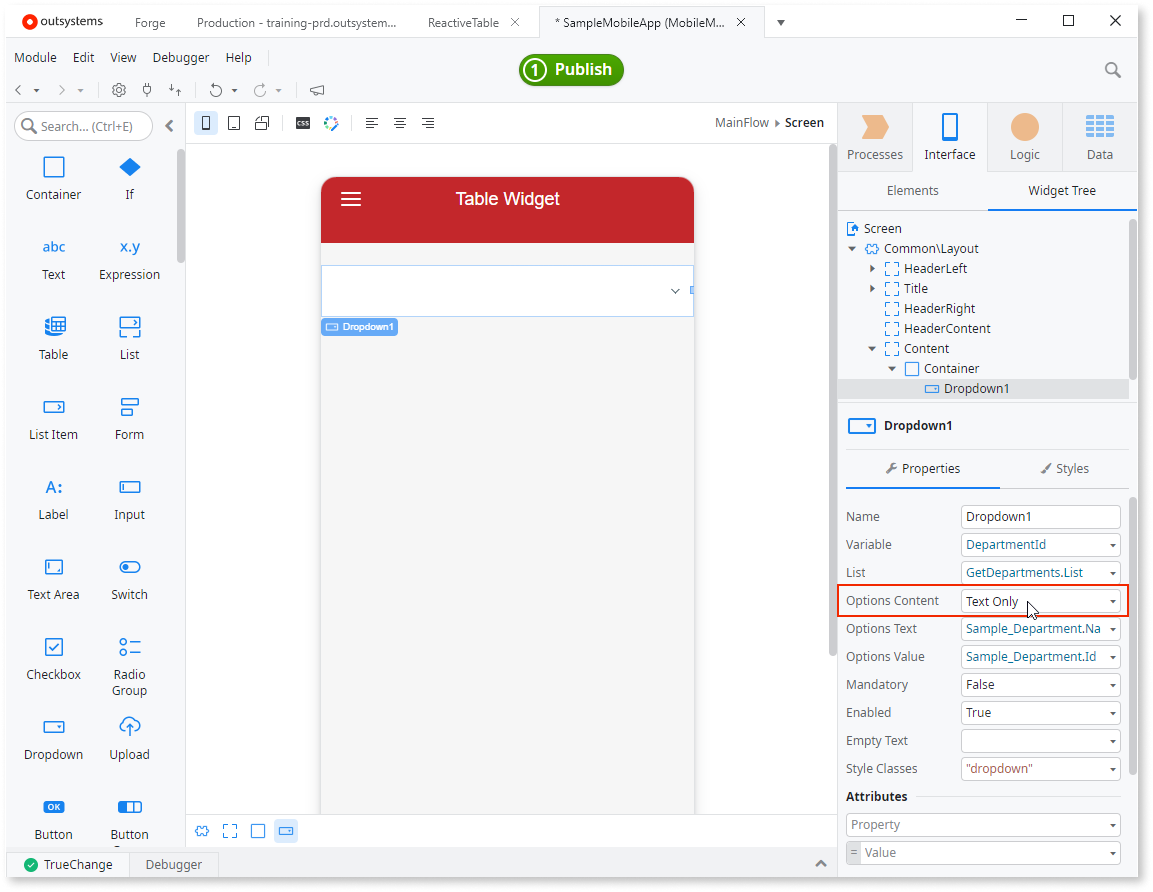 outsystems
Forge
Production - training-prd.outsystem...
ReactiveTable
* SampleMobileApp (MobileM...
Module Edit View Debugger Help
1 Publish
Search... (Ctrl+E)
css
MainFlow Screen
Processes Interface Logic Data
Elements Widget Tree
Container If
abc x.y
Text Expression
Table List
List Item Form
A:
Label Input
Text Area Switch
Checkbox Radio
Group
Dropdown Upload
OK
Button Button
Table Widget
Dropdown1
Screen
Common\Layout
HeaderLeft
Title
HeaderRight
HeaderContent
Content
Container
Dropdown1
Dropdown1
Properties Styles
Name Dropdown1
Variable DepartmentId
List GetDepartments.List
Options Content Text Only
Options Text Sample_Department.Na
Options Value Sample_Department.Id
Mandatory False
Enabled True
Empty Text
Style Classes "dropdown"
Attributes
Property
= Value
TrueChange Debugger